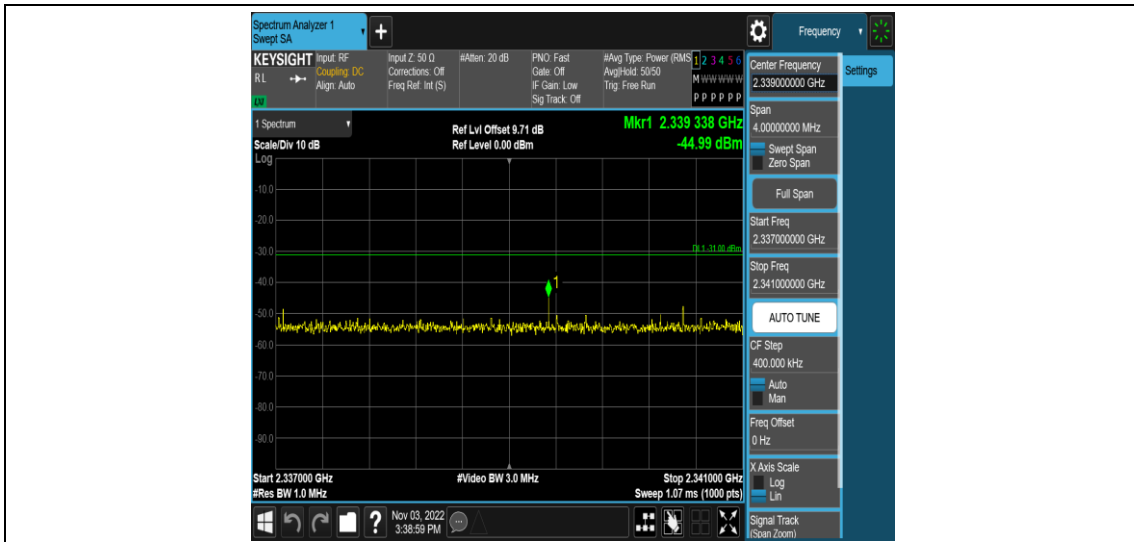 Spectrum Analyzer 1
Swept SA
+
Frequency
KEYSIGHT
RL
LXI
Input: RF
Coupling: DC
Align: Auto
Input Z: 50 Ω
Corrections: Off
Freq Ref: Int (S)
#Atten: 20 dB
PNO: Fast
Gate: Off
IF Gain: Low
Sig Track: Off
#Avg Type: Power (RMS
Avg|Hold: 50/50
Trig: Free Run
1 2 3 4 5 6
M W W W W W
P P P P P P
1 Spectrum
Scale/Div 10 dB
Ref Lvl Offset 9.71 dB
Ref Level 0.00 dBm
Mkr1 2.339 338 GHz
-44.99 dBm
Log
-10.0
-20.0
-30.0
DL1 -31.00 dBm
-40.0
1
-50.0
-60.0
-70.0
-80.0
-90.0
Start 2.337000 GHz
#Res BW 1.0 MHz
#Video BW 3.0 MHz
Stop 2.341000 GHz
Sweep 1.07 ms (1000 pts)
?
Nov 03, 2022
3:38:59 PM
Center Frequency
2.339000000 GHz
Settings
Span
4.00000000 MHz
Swept Span
Zero Span
Full Span
Start Freq
2.337000000 GHz
Stop Freq
2.341000000 GHz
AUTO TUNE
CF Step
400.000 kHz
Auto
Man
Freq Offset
0 Hz
X Axis Scale
Log
Lin
Signal Track
(Span Zoom)